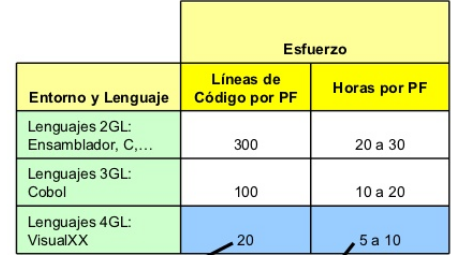 Esfuerzo
Entorno y Lenguaje
Líneas de
Código por PF
Horas por PF
Lenguajes 2GL:
Ensamblador, C,...
300
20 a 30
Lenguajes 3GL:
Cobol
100
10 a 20
Lenguajes 4GL:
VisualXX
20
5 a 10